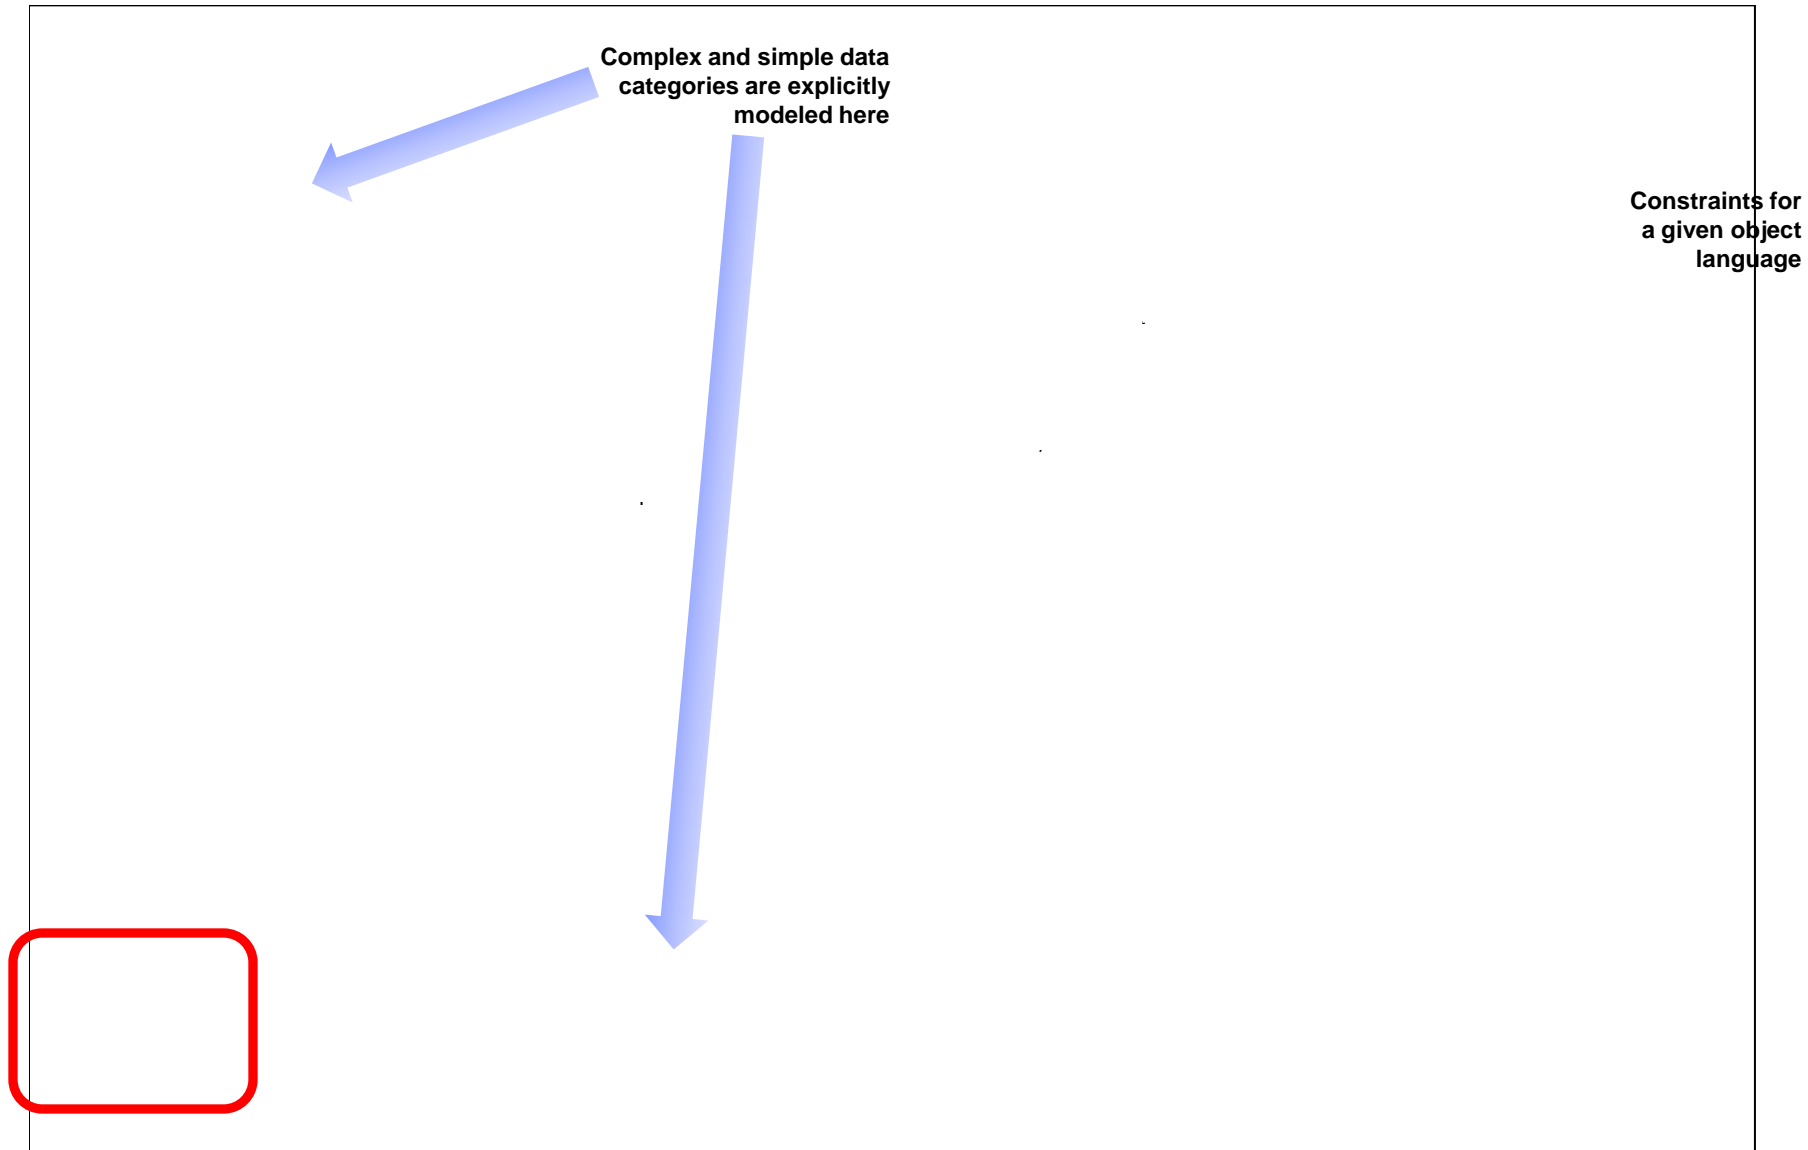 Complex and simple data
categories are explicitly
modeled here
Constraints for
a given object
language